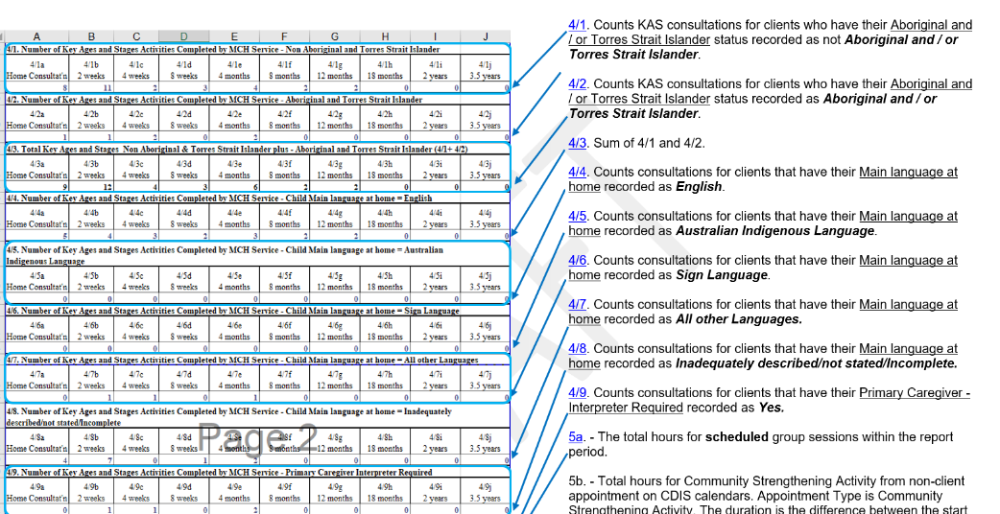 A B C D E F G H I J
4/1. Number of Key Ages and Stages Activities Completed by MCH Service - Non Aboriginal and Torres Strait Islander
4/1a 4/1b 4/1c 4/1d 4/1e 4/1f 4/1g 4/1h 4/1i 4/1j
Home Consultat'n 2 weeks 4 weeks 8 weeks 4 months 8 months 12 months 18 months 2 years 3.5 years
8 11 2 3 4 2 2 0 0 0
4/2. Number of Key Ages and Stages Activities Completed by MCH Service - Aboriginal and Torres Strait Islander
4/2a 4/2b 4/2c 4/2d 4/2e 4/2f 4/2g 4/2h 4/2i 4/2j
Home Consultat'n 2 weeks 4 weeks 8 weeks 4 months 8 months 12 months 18 months 2 years 3.5 years
1 1 2 0 2 0 0 0 0 0
4/3. Total Key Ages and Stages Non Aboriginal & Torres Strait Islander plus - Aboriginal and Torres Strait Islander (4/1+ 4/2)
4/3a 4/3b 4/3c 4/3d 4/3e 4/3f 4/3g 4/3h 4/3i 4/3j
Home Consultat'n 2 weeks 4 weeks 8 weeks 4 months 8 months 12 months 18 months 2 years 3.5 years
9 12 4 3 6 2 2 0 0 0
4/4. Number of Key Ages and Stages Activities Completed by MCH Service - Child Main language at home = English
4/4a 4/4b 4/4c 4/4d 4/4e 4/4f 4/4g 4/4h 4/4i 4/4j
Home Consultat'n 2 weeks 4 weeks 8 weeks 4 months 8 months 12 months 18 months 2 years 3.5 years
5 4 3 2 3 2 2 0 0 0
4/5. Number of Key Ages and Stages Activities Completed by MCH Service - Child Main language at home = Australian
Indigenous Language
4/5a 4/5b 4/5c 4/5d 4/5e 4/5f 4/5g 4/5h 4/5i 4/5j
Home Consultat'n 2 weeks 4 weeks 8 weeks 4 months 8 months 12 months 18 months 2 years 3.5 years
0 0 0 0 0 0 0 0 0 0
4/6. Number of Key Ages and Stages Activities Completed by MCH Service - Child Main language at home = Sign Language
4/6a 4/6b 4/6c 4/6d 4/6e 4/6f 4/6g 4/6h 4/6i 4/6j
Home Consultat'n 2 weeks 4 weeks 8 weeks 4 months 8 months 12 months 18 months 2 years 3.5 years
0 0 0 0 0 0 0 0 0 0
4/7. Number of Key Ages and Stages Activities Completed by MCH Service - Child Main language at home = All other Languages
4/7a 4/7b 4/7c 4/7d 4/7e 4/7f 4/7g 4/7h 4/7i 4/7j
Home Consultat'n 2 weeks 4 weeks 8 weeks 4 months 8 months 12 months 18 months 2 years 3.5 years
0 1 1 0 1 0 0 0 0 0
4/8. Number of Key Ages and Stages Activities Completed by MCH Service - Child Main language at home = Inadequately
described/not stated/Incomplete
4/8a 4/8b 4/8c 4/8d 4/8e 4/8f 4/8g 4/8h 4/8i 4/8j
Page 2
Home Consultat'n 2 weeks 4 weeks 8 weeks 4 months 8 months 12 months 18 months 2 years 3.5 years
4 7 0 1 2 0 0 0 0 0
4/9. Number of Key Ages and Stages Activities Completed by MCH Service - Primary Caregiver Interpreter Required
4/9a 4/9b 4/9c 4/9d 4/9e 4/9f 4/9g 4/9h 4/9i 4/9j
Home Consultat'n 2 weeks 4 weeks 8 weeks 4 months 8 months 12 months 18 months 2 years 3.5 years
0 1 1 0 2 0 0 0 0 0
4/1. Counts KAS consultations for clients who have their Aboriginal and
/ or Torres Strait Islander status recorded as not Aboriginal and / or
Torres Strait Islander.
4/2. Counts KAS consultations for clients who have their Aboriginal and
/ or Torres Strait Islander status recorded as Aboriginal and / or
Torres Strait Islander.
4/3. Sum of 4/1 and 4/2.
4/4. Counts consultations for clients that have their Main language at
home recorded as English.
4/5. Counts consultations for clients that have their Main language at
home recorded as Australian Indigenous Language.
4/6. Counts consultations for clients that have their Main language at
home recorded as Sign Language.
4/7. Counts consultations for clients that have their Main language at
home recorded as All other Languages.
4/8. Counts consultations for clients that have their Main language at
home recorded as Inadequately described/not stated/Incomplete.
4/9. Counts consultations for clients that have their Primary Caregiver -
Interpreter Required recorded as Yes.
5a. - The total hours for scheduled group sessions within the report
period.
5b. - Total hours for Community Strengthening Activity from non-client
appointment on CDIS calendars. Appointment Type is Community
Strengthening Activity. The duration is the difference between the start